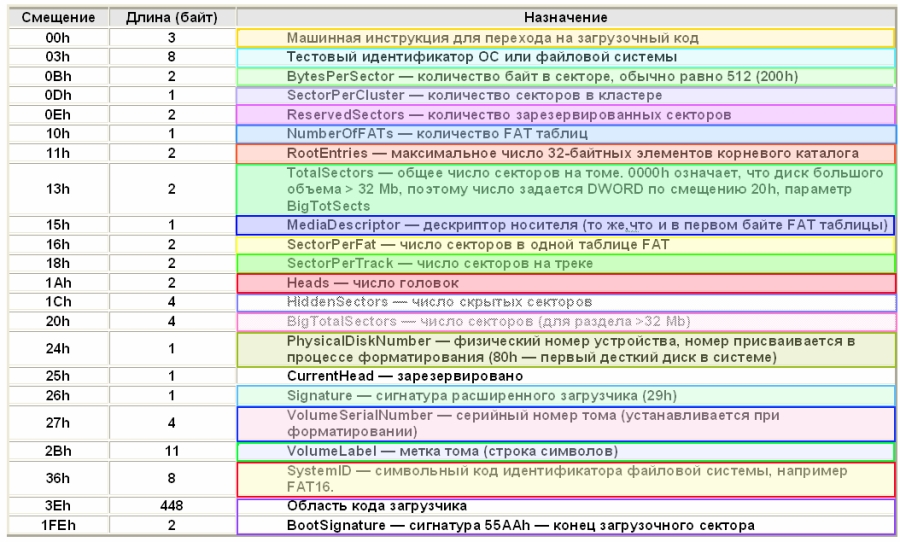 Смещение Длина (байт) Назначение
00h 3 Машинная инструкция для перехода на загрузочный код
03h 8 Тестовый идентификатор ОС или файловой системы
0Bh 2 BytesPerSector — количество байт в секторе, обычно равно 512 (200h)
0Dh 1 SectorPerCluster — количество секторов в кластере
0Eh 2 ReservedSectors — количество зарезервированных секторов
10h 1 NumberOfFATs — количество FAT таблиц
11h 2 RootEntries — максимальное число 32-байтных элементов корневого каталога
13h 2 TotalSectors — общее число секторов на томе. 0000h означает, что диск большого
объема > 32 Mb, поэтому число задается DWORD по смещению 20h, параметр
BigTotSects
15h 1 MediaDescriptor — дескриптор носителя (то же,что и в первом байте FAT таблицы)
16h 2 SectorPerFat — число секторов в одной таблице FAT
18h 2 SectorPerTrack — число секторов на треке
1Ah 2 Heads — число головок
1Ch 4 HiddenSectors — число скрытых секторов
20h 4 BigTotalSectors — число секторов (для раздела >32 Mb)
24h 1 PhysicalDiskNumber — физический номер устройства, номер присваивается в
процессе форматирования (80h — первый десткий диск в системе)
25h 1 CurrentHead — зарезервировано
26h 1 Signature — сигнатура расширенного загрузчика (29h)
27h 4 VolumeSerialNumber — серийный номер тома (устанавливается при
форматировании)
2Bh 11 VolumeLabel — метка тома (строка символов)
36h 8 SystemID — символьный код идентификатора файловой системы, например
FAT16.
3Eh 448 Область кода загрузчика
1FEh 2 BootSignature — сигнатура 55AAh — конец загрузочного сектора